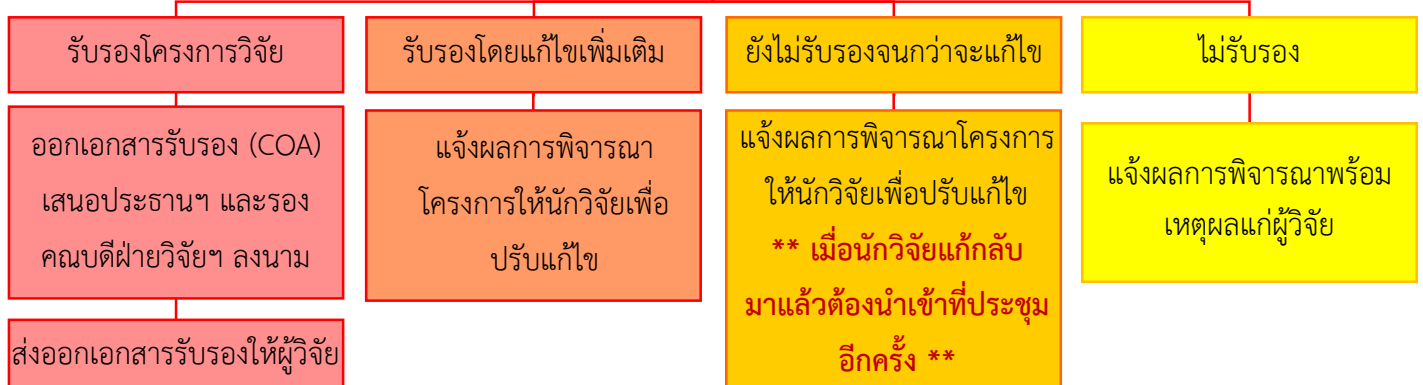 รับรองโครงการวิจัย
ออกเอกสารรับรอง (COA)
เสนอประธานฯ และรอง
คณบดีฝ่ายวิจัยฯ ลงนาม
ส่งออกเอกสารรับรองให้ผู้วิจัย
รับรองโดยแก้ไขเพิ่มเติม
แจ้งผลการพิจารณา
โครงการให้นักวิจัยเพื่อ
ปรับแก้ไข
ยังไม่รับรองจนกว่าจะแก้ไข
แจ้งผลการพิจารณาโครงการ
ให้นักวิจัยเพื่อปรับแก้ไข
** เมื่อนักวิจัยแก้กลับ
มาแล้วต้องนำเข้าที่ประชุม
อีกครั้ง **
ไม่รับรอง
แจ้งผลการพิจารณาพร้อม
เหตุผลแก่ผู้วิจัย